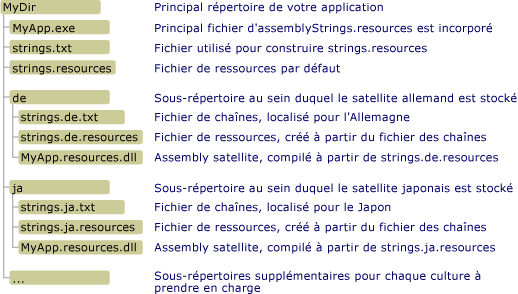 MyDir Principal répertoire de votre application
MyApp.exe Principal fichier d'assemblyStrings.resources est incorporé
strings.txt Fichier utilisé pour construire strings.resources
strings.resources Fichier de ressources par défaut
de Sous-répertoire au sein duquel le satellite allemand est stocké
strings.de.txt Fichier de chaînes, localisé pour l'Allemagne
strings.de.resources Fichier de ressources, créé à partir du fichier des chaînes
MyApp.resources.dll Assembly satellite, compilé à partir de strings.de.resources
ja Sous-répertoire au sein duquel le satellite japonais est stocké
strings.ja.txt Fichier de chaînes, localisé pour le Japon
strings.ja.resources Fichier de ressources, créé à partir du fichier des chaînes
MyApp.resources.dll Assembly satellite, compilé à partir de strings.ja.resources
... Sous-répertoires supplémentaires pour chaque culture à
prendre en charge